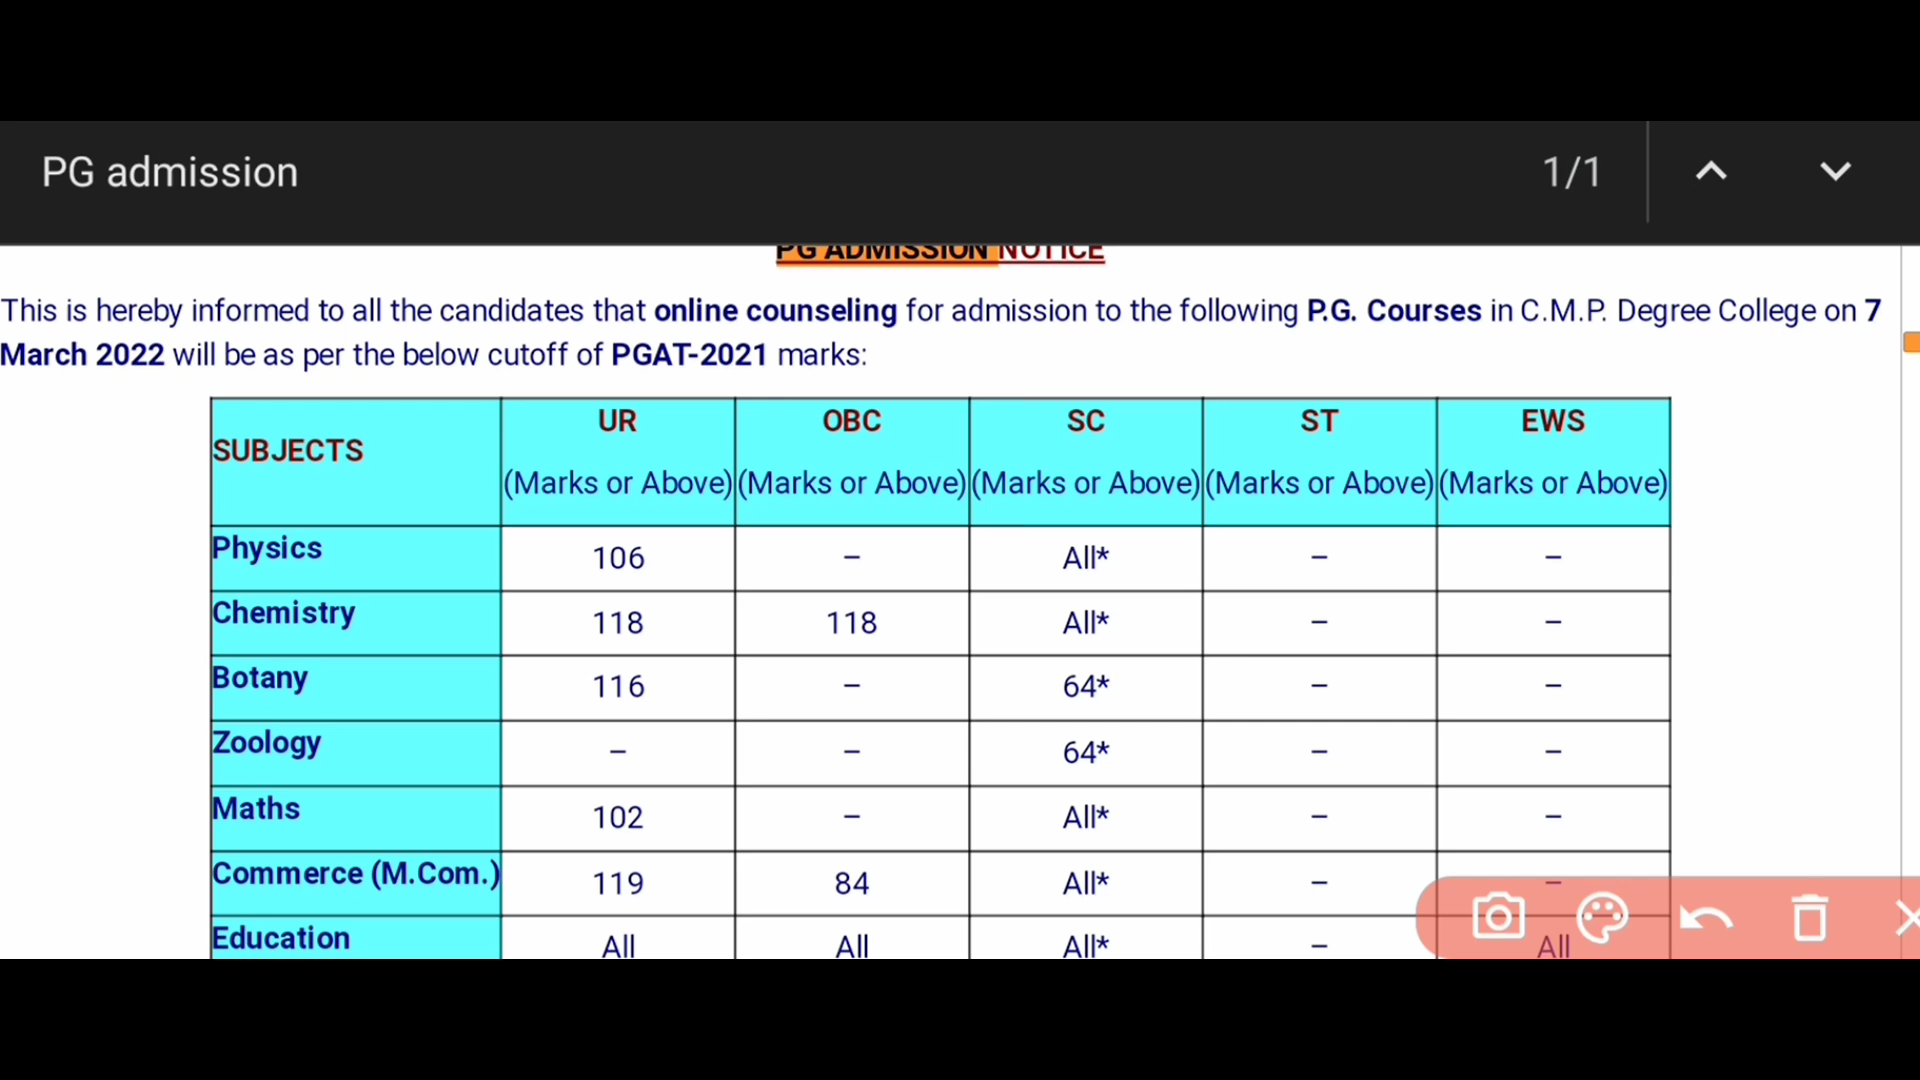 PG admission 1/1
PG ADMISSION NOTICE
This is hereby informed to all the candidates that online counseling for admission to the following P.G. Courses in C.M.P. Degree College on 7
March 2022 will be as per the below cutoff of PGAT-2021 marks:
SUBJECTS UR OBC SC ST EWS
(Marks or Above) (Marks or Above) (Marks or Above) (Marks or Above) (Marks or Above)
Physics 106 – All* – –
Chemistry 118 118 All* – –
Botany 116 – 64* – –
Zoology – – 64* – –
Maths 102 – All* – –
Commerce (M.Com.) 119 84 All* – –
Education All All All* – All